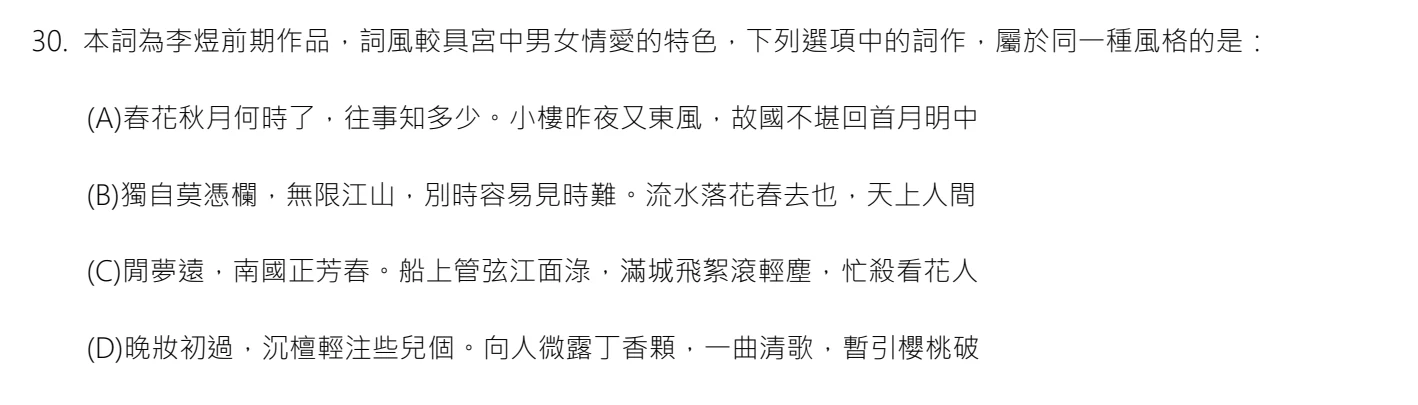 30. 本詞為李煜前期作品，詞風較具宮中男女情愛的特色，下列選項中的詞作，屬於同一種風格的是：
(A)春花秋月何時了，往事知多少。小樓昨夜又東風，故國不堪回首月明中
(B)獨自莫憑欄，無限江山，別時容易見時難。流水落花春去也，天上人間
(C)閒夢遠，南國正芳春。船上管弦江面淥，滿城飛絮滾輕塵，忙殺看花人
(D)晚妝初過，沉檀輕注些兒個。向人微露丁香顆，一曲清歌，暫引櫻桃破